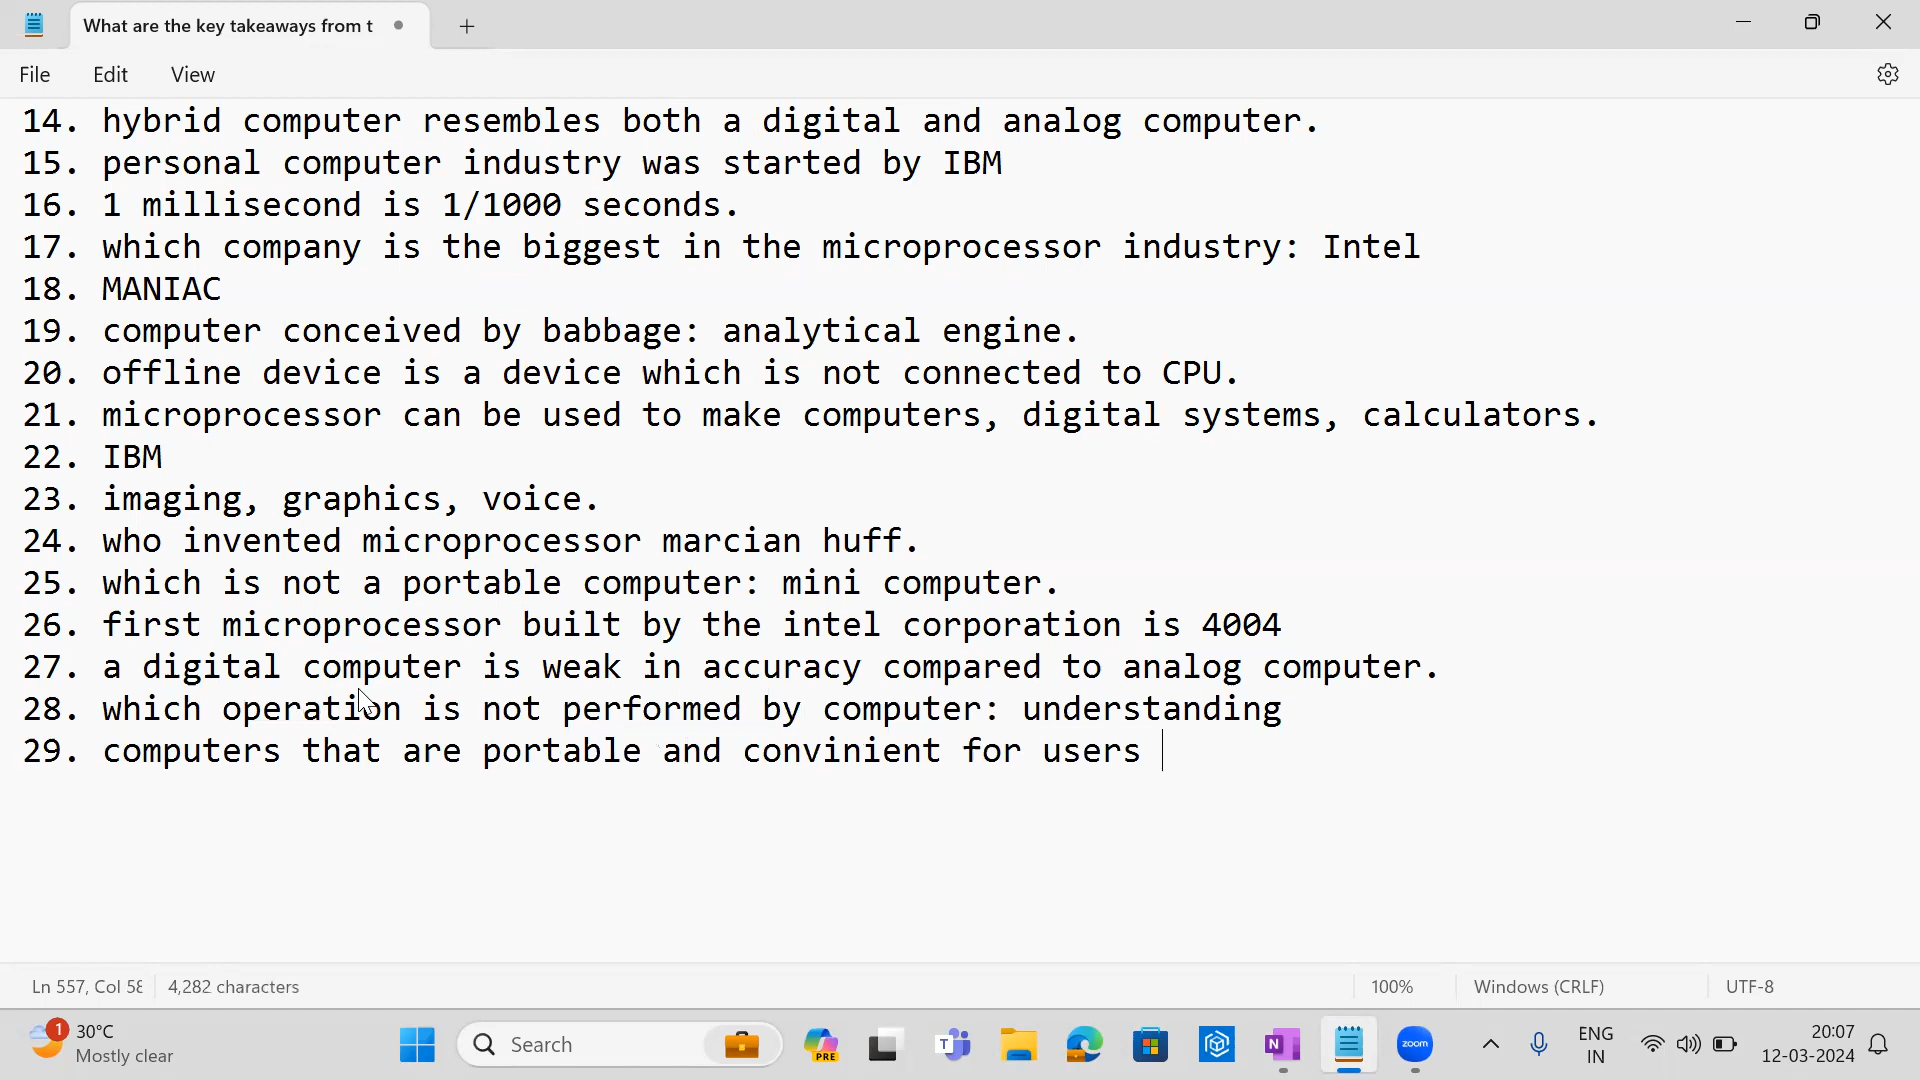 What are the key takeaways from t
File Edit View
14. hybrid computer resembles both a digital and analog computer.
15. personal computer industry was started by IBM
16. 1 millisecond is 1/1000 seconds.
17. which company is the biggest in the microprocessor industry: Intel
18. MANIAC
19. computer conceived by babbage: analytical engine.
20. offline device is a device which is not connected to CPU.
21. microprocessor can be used to make computers, digital systems, calculators.
22. IBM
23. imaging, graphics, voice.
24. who invented microprocessor marcian huff.
25. which is not a portable computer: mini computer.
26. first microprocessor built by the intel corporation is 4004
27. a digital computer is weak in accuracy compared to analog computer.
28. which operation is not performed by computer: understanding
29. computers that are portable and convinient for users
Ln 557, Col 58 4,282 characters 100% Windows (CRLF) UTF-8
1 30°C
Mostly clear
Search
PRE
T
N
zoom
ENG
IN
20:07
12-03-2024